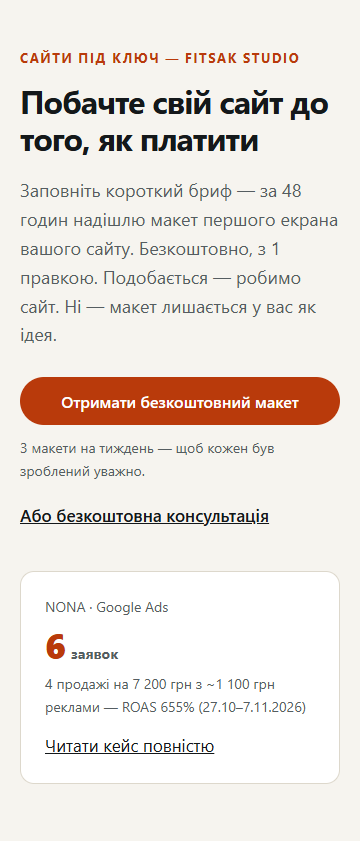 САЙТИ ПІД КЛЮЧ — FITSAK STUDIO
Побачте свій сайт до
того, як платити
Заповніть короткий бриф — за 48
годин надішлю макет першого екрана
вашого сайту. Безкоштовно, з 1
правкою. Подобається — робимо
сайт. Ні — макет лишається у вас як
ідея.
Отримати безкоштовний макет
3 макети на тиждень — щоб кожен був
зроблений уважно.
Або безкоштовна консультація
NONA · Google Ads
6 заявок
4 продажі на 7 200 грн з ~1 100 грн
реклами — ROAS 655% (27.10–7.11.2026)
Читати кейс повністю